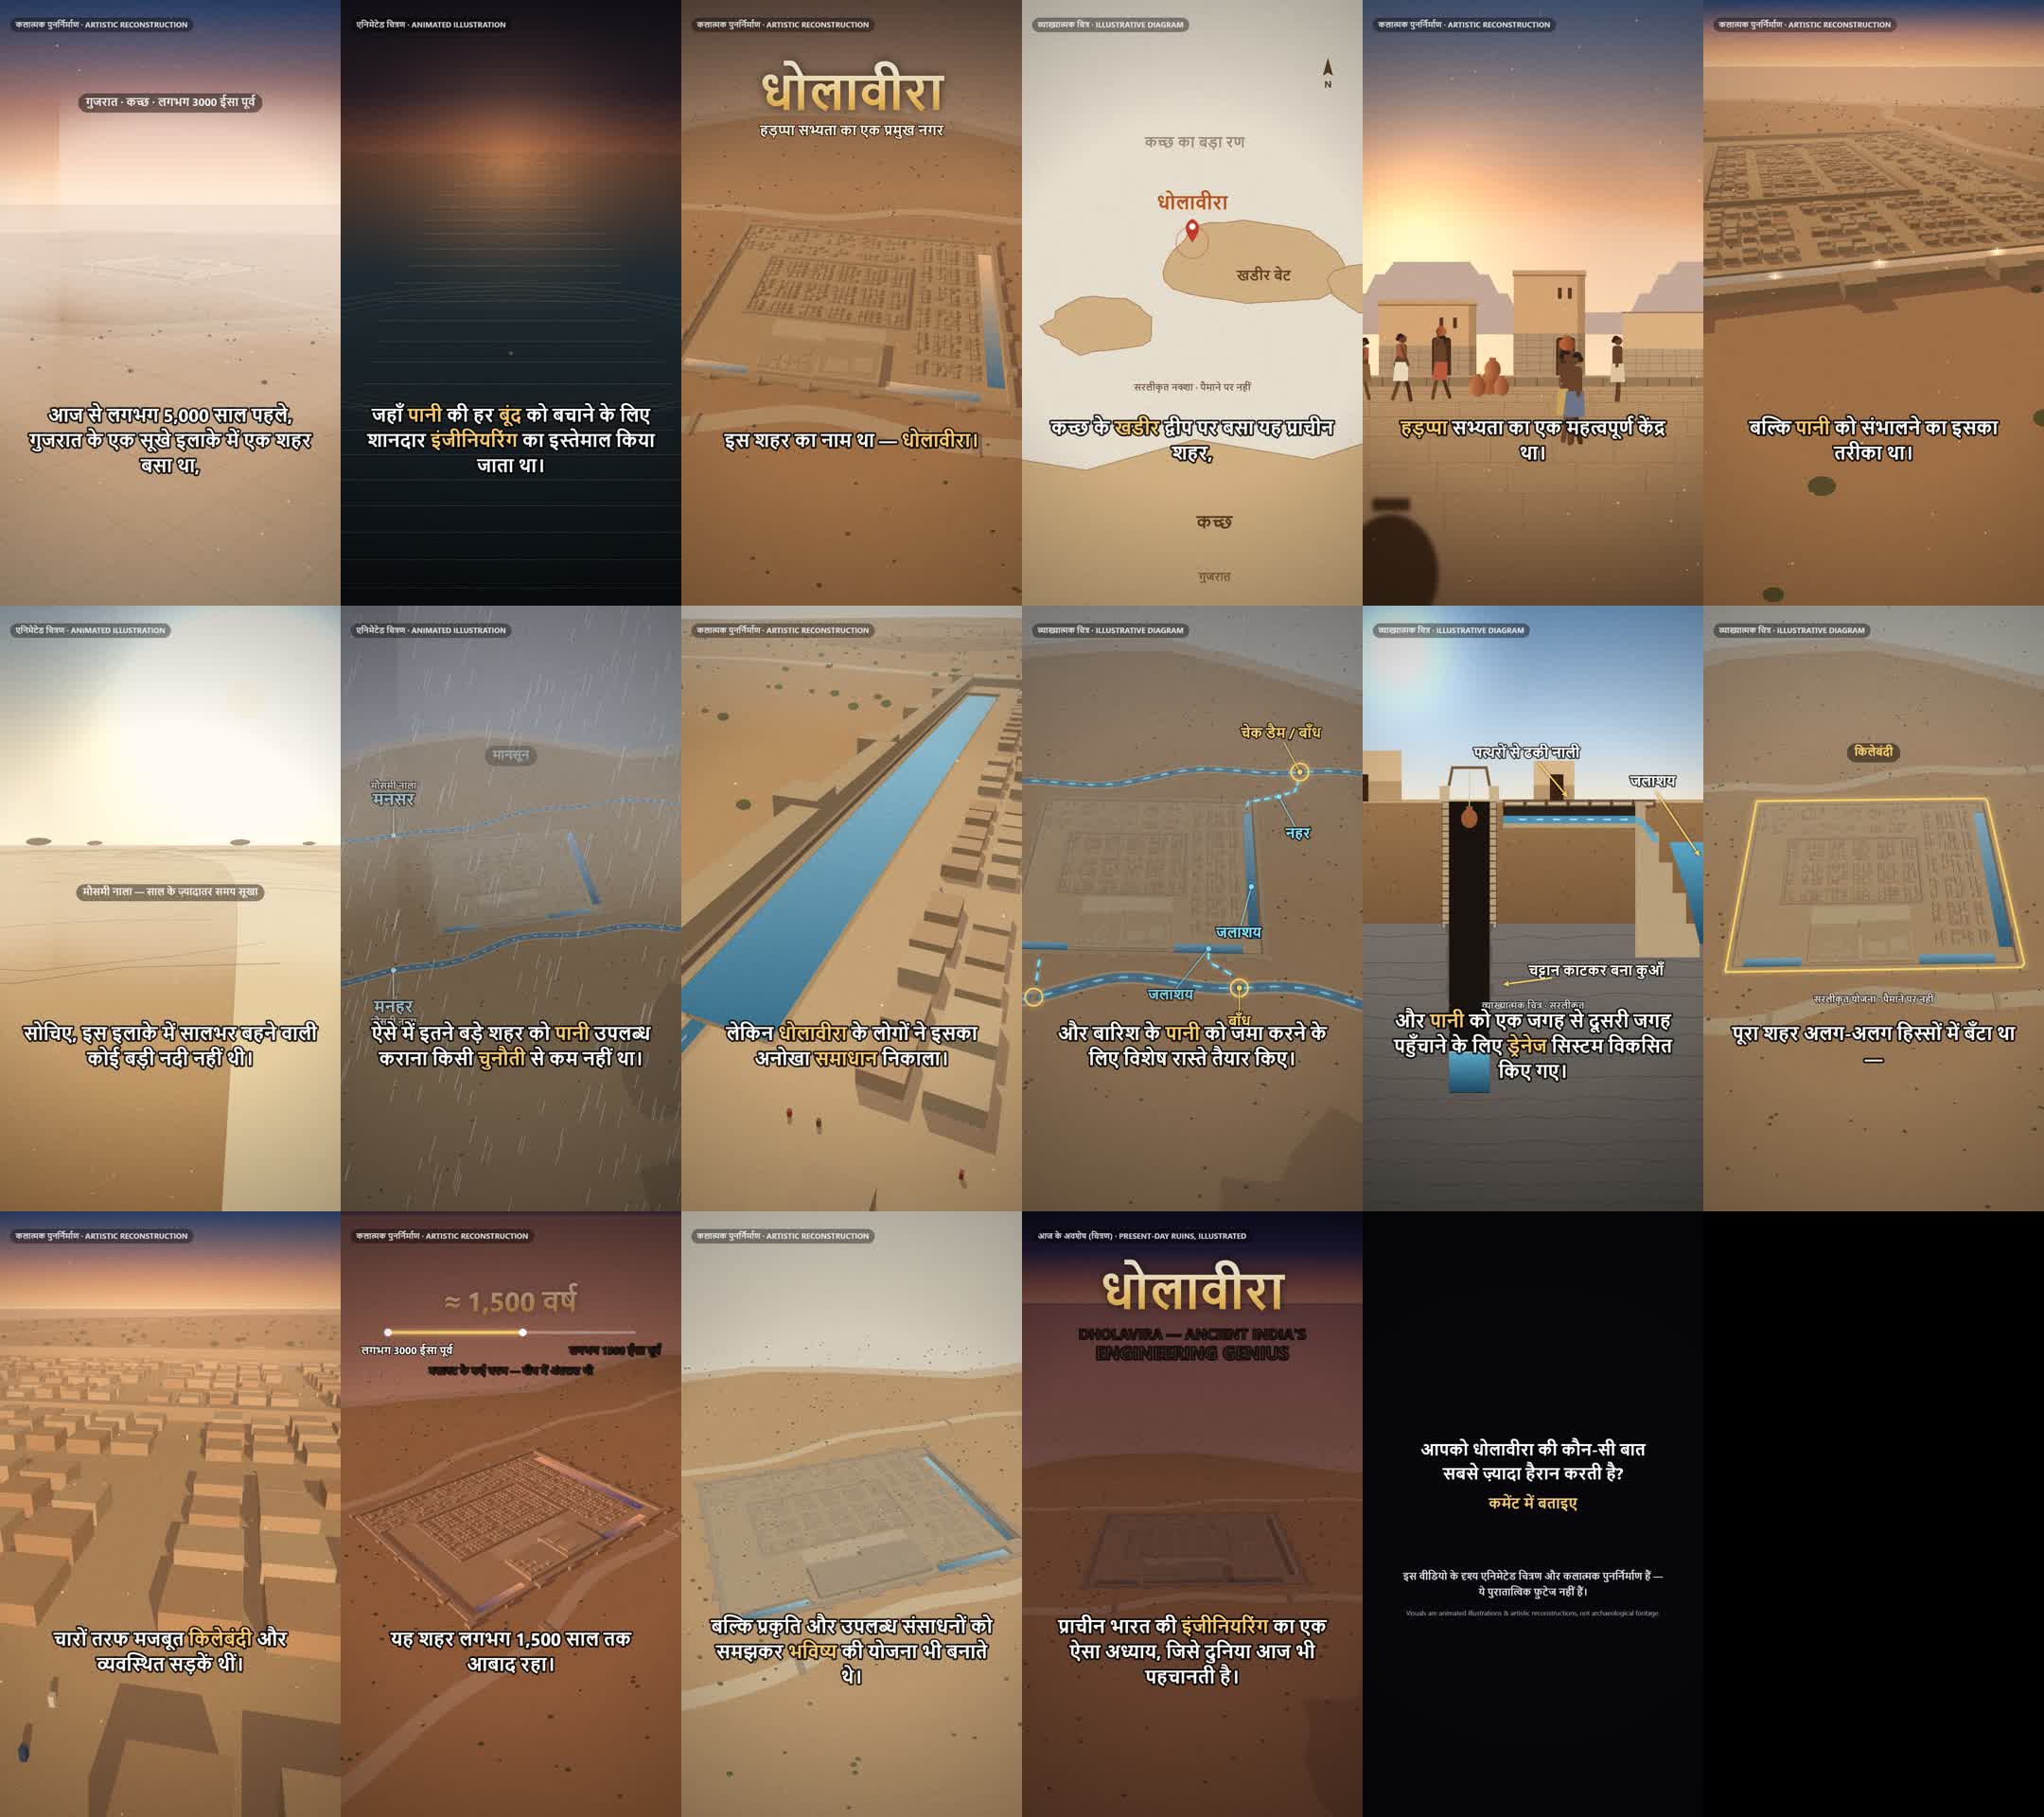 कलात्मक पुनर्निर्माण · ARTISTIC RECONSTRUCTION
गुजरात · कच्छ · लगभग 3000 ईसा पूर्व
आज से लगभग 5,000 साल पहले,
गुजरात के एक सूखे इलाके में एक शहर
बसा था,
एनिमेटेड चित्रण · ANIMATED ILLUSTRATION
जहाँ पानी की हर बूंद को बचाने के लिए
शानदार इंजीनियरिंग का इस्तेमाल किया
जाता था।
कलात्मक पुनर्निर्माण · ARTISTIC RECONSTRUCTION
धोलावीरा
हड़प्पा सभ्यता का एक प्रमुख नगर
इस शहर का नाम था — धोलावीरा।
व्याख्यात्मक चित्र · ILLUSTRATIVE DIAGRAM
N
कच्छ का बड़ा रण
धोलावीरा
खडीर बेट
सरलीकृत नक्शा · पैमाने पर नहीं
कच्छ के खडीर द्वीप पर बसा यह प्राचीन
शहर,
कच्छ
गुजरात
कलात्मक पुनर्निर्माण · ARTISTIC RECONSTRUCTION
हड़प्पा सभ्यता का एक महत्वपूर्ण केंद्र
था।
कलात्मक पुनर्निर्माण · ARTISTIC RECONSTRUCTION
बल्कि पानी को संभालने का इसका
तरीका था।
एनिमेटेड चित्रण · ANIMATED ILLUSTRATION
मौसमी नाला — साल के ज़्यादातर समय सूखा
सोचिए, इस इलाके में सालभर बहने वाली
कोई बड़ी नदी नहीं थी।
एनिमेटेड चित्रण · ANIMATED ILLUSTRATION
मानसून
मौसमी नाला
मनसर
मनहर
ऐसे में इतने बड़े शहर को पानी उपलब्ध
कराना किसी चुनौती से कम नहीं था।
कलात्मक पुनर्निर्माण · ARTISTIC RECONSTRUCTION
लेकिन धोलावीरा के लोगों ने इसका
अनोखा समाधान निकाला।
व्याख्यात्मक चित्र · ILLUSTRATIVE DIAGRAM
चेक डैम / बाँध
नहर
जलाशय
जलाशय
बाँध
और बारिश के पानी को जमा करने के
लिए विशेष रास्ते तैयार किए।
व्याख्यात्मक चित्र · ILLUSTRATIVE DIAGRAM
पत्थरों से ढकी नाली
जलाशय
चट्टान काटकर बना कुआँ
व्याख्यात्मक चित्र · सरलीकृत
और पानी को एक जगह से दूसरी जगह
पहुँचाने के लिए ड्रेनेज सिस्टम विकसित
किए गए।
व्याख्यात्मक चित्र · ILLUSTRATIVE DIAGRAM
किलेबंदी
सरलीकृत योजना · पैमाने पर नहीं
पूरा शहर अलग-अलग हिस्सों में बँटा था
—
कलात्मक पुनर्निर्माण · ARTISTIC RECONSTRUCTION
चारों तरफ मजबूत किलेबंदी और
व्यवस्थित सड़कें थीं।
कलात्मक पुनर्निर्माण · ARTISTIC RECONSTRUCTION
≈ 1,500 वर्ष
लगभग 3000 ईसा पूर्व
लगभग 1500 ईसा पूर्व
यह शहर लगभग 1,500 साल तक
आबाद रहा।
कलात्मक पुनर्निर्माण · ARTISTIC RECONSTRUCTION
बल्कि प्रकृति और उपलब्ध संसाधनों को
समझकर भविष्य की योजना भी बनाते
थे।
आज के अवशेष (चित्रण) · PRESENT-DAY RUINS, ILLUSTRATED
धोलावीरा
DHOLAVIRA — ANCIENT INDIA'S
ENGINEERING GENIUS
प्राचीन भारत की इंजीनियरिंग का एक
ऐसा अध्याय, जिसे दुनिया आज भी
पहचानती है।
आपको धोलावीरा की कौन-सी बात
सबसे ज़्यादा हैरान करती है?
कमेंट में बताइए
इस वीडियो के दृश्य एनिमेटेड चित्रण और कलात्मक पुनर्निर्माण हैं —
ये पुरातात्विक फ़ुटेज नहीं हैं।
Visuals are animated illustrations & artistic reconstructions, not archaeological footage.